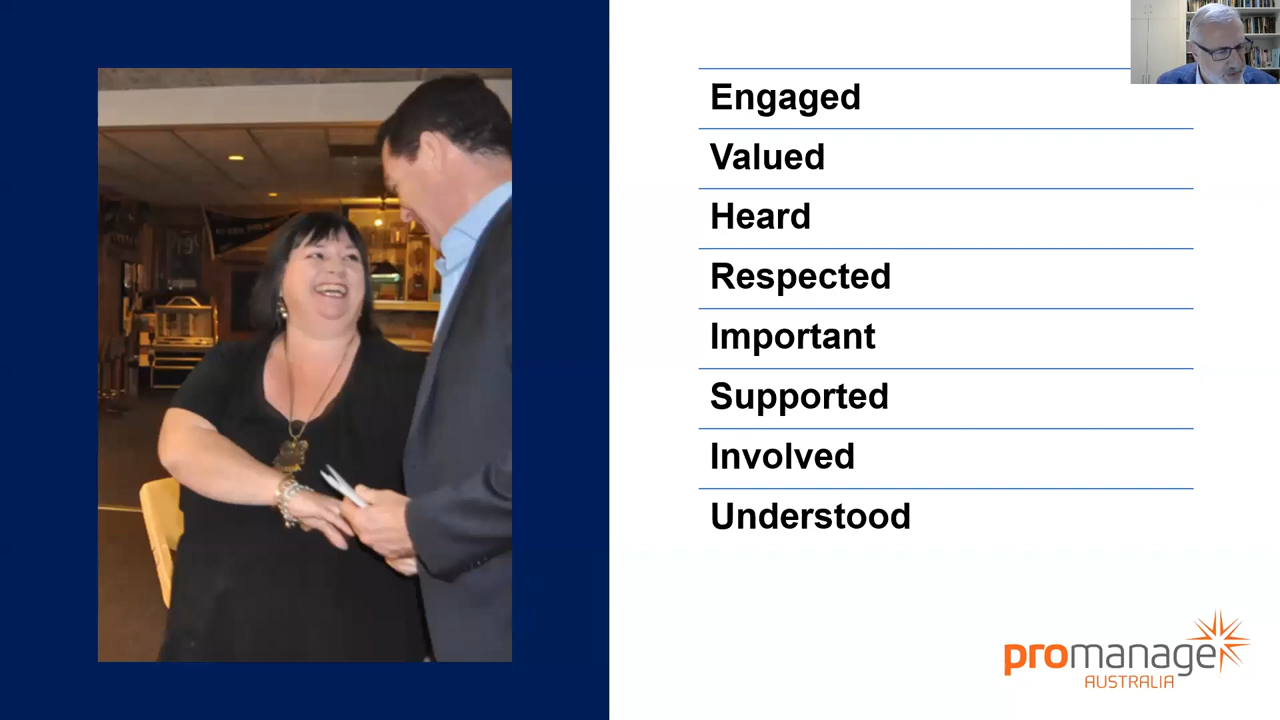 Engaged
Valued
Heard
Respected
Important
Supported
Involved
Understood
promanage
AUSTRALIA